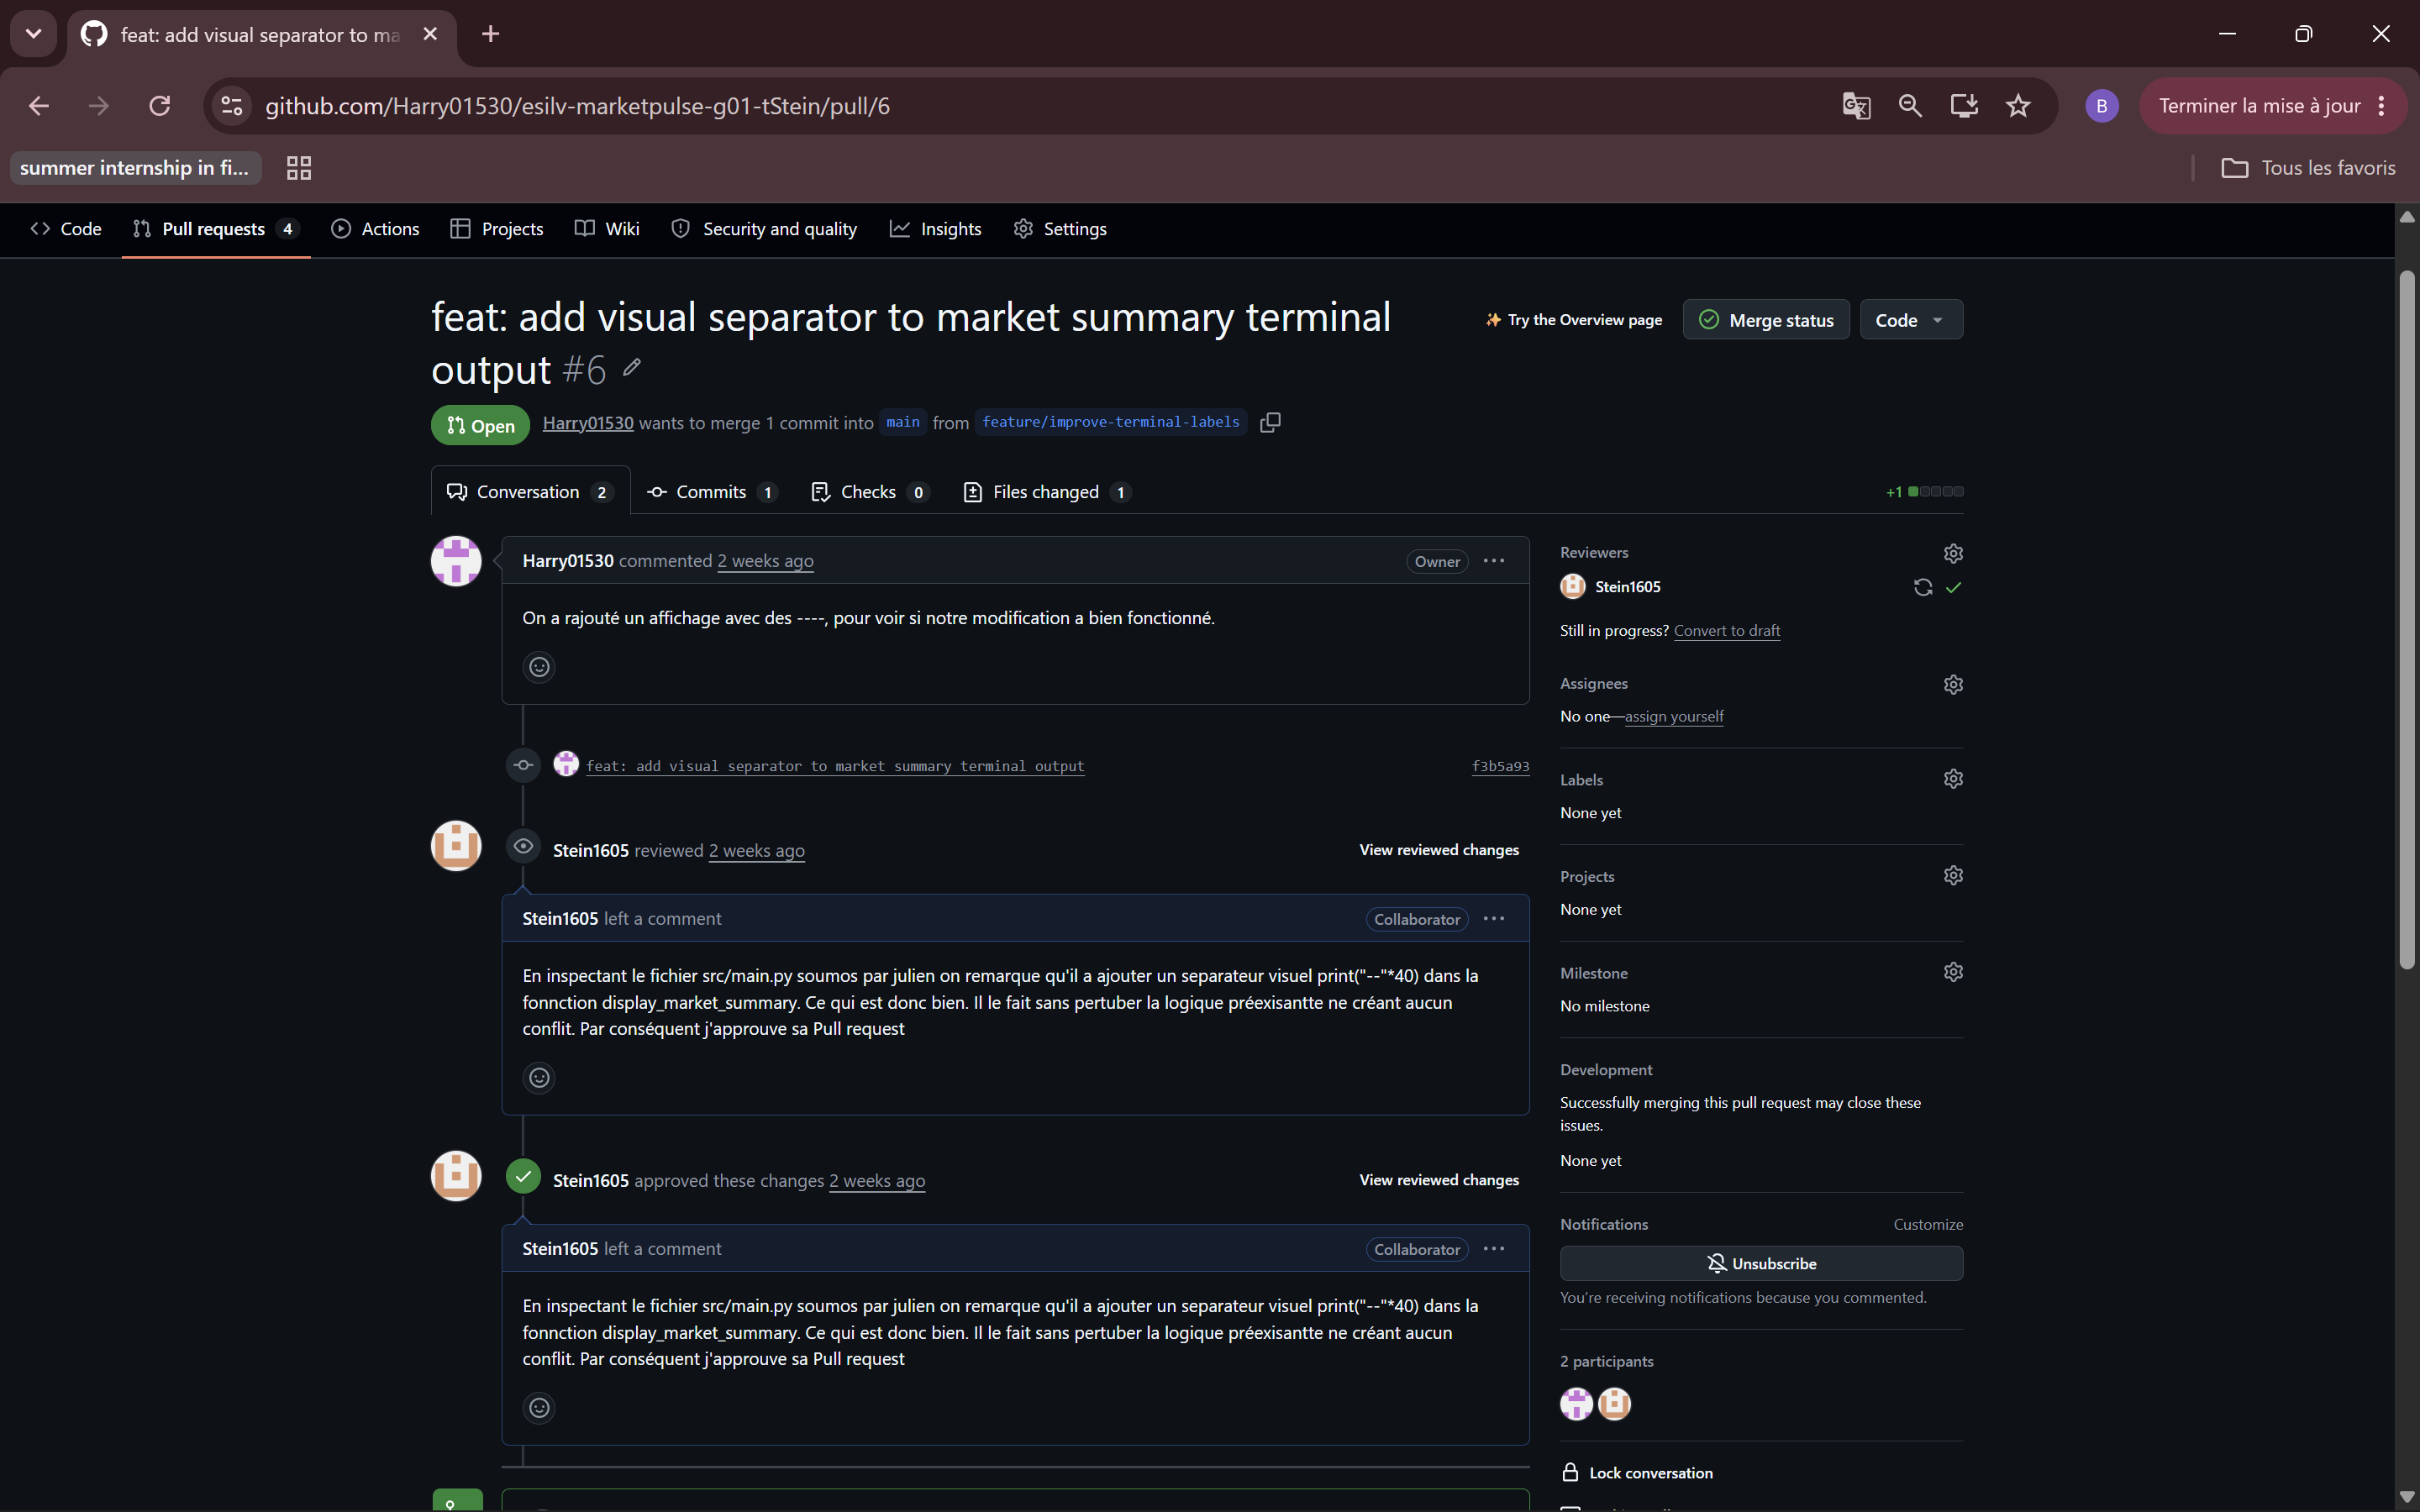 feat: add visual separator to ma
github.com/Harry01530/esilv-marketpulse-g01-tStein/pull/6
B
Terminer la mise à jour
summer internship in fi...
Tous les favoris
Code
Pull requests 4
Actions
Projects
Wiki
Security and quality
Insights
Settings
feat: add visual separator to market summary terminal
output #6
Try the Overview page
Merge status
Code
Open
Harry01530 wants to merge 1 commit into main from feature/improve-terminal-labels
Conversation 2
Commits 1
Checks 0
Files changed 1
+1
Harry01530 commented 2 weeks ago
Owner
On a rajouté un affichage avec des ----, pour voir si notre modification a bien fonctionné.
feat: add visual separator to market summary terminal output
f3b5a93
Stein1605 reviewed 2 weeks ago
View reviewed changes
Stein1605 left a comment
Collaborator
En inspectant le fichier src/main.py soumos par julien on remarque qu'il a ajouter un separateur visuel print("--"*40) dans la
fonnction display_market_summary. Ce qui est donc bien. Il le fait sans pertuber la logique préexisantte ne créant aucun
conflit. Par conséquent j'approuve sa Pull request
Stein1605 approved these changes 2 weeks ago
View reviewed changes
Stein1605 left a comment
Collaborator
En inspectant le fichier src/main.py soumos par julien on remarque qu'il a ajouter un separateur visuel print("--"*40) dans la
fonnction display_market_summary. Ce qui est donc bien. Il le fait sans pertuber la logique préexisantte ne créant aucun
conflit. Par conséquent j'approuve sa Pull request
Reviewers
Stein1605
Still in progress? Convert to draft
Assignees
No one—assign yourself
Labels
None yet
Projects
None yet
Milestone
No milestone
Development
Successfully merging this pull request may close these
issues.
None yet
Notifications
Customize
Unsubscribe
You're receiving notifications because you commented.
2 participants
Lock conversation